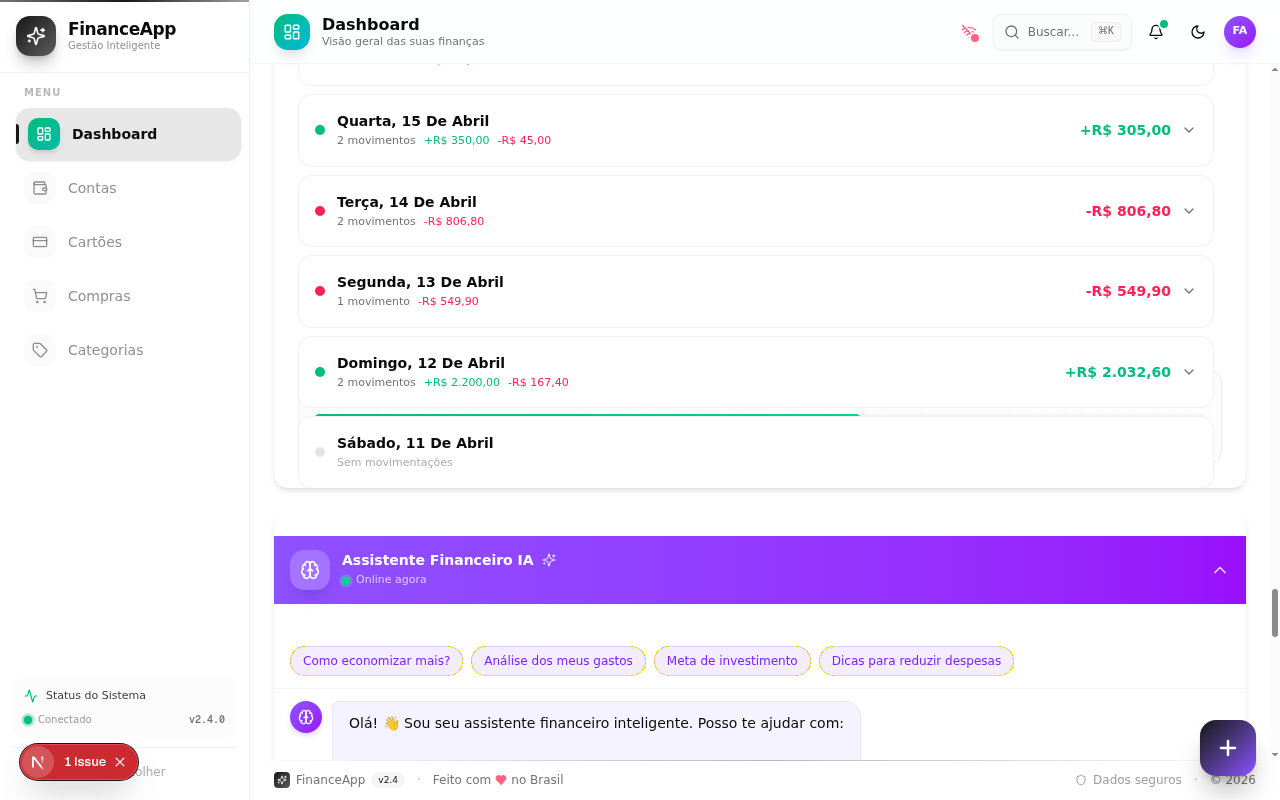 FinanceApp
Gestão Inteligente
MENU
Dashboard
Contas
Cartões
Compras
Categorias
Status do Sistema
Conectado
v2.4.0
1 Issue
olher
Dashboard
Visão geral das suas finanças
Buscar...
⌘K
FA
Quarta, 15 De Abril
2 movimentos +R$ 350,00 -R$ 45,00
+R$ 305,00
Terça, 14 De Abril
2 movimentos -R$ 806,80
-R$ 806,80
Segunda, 13 De Abril
1 movimento -R$ 549,90
-R$ 549,90
Domingo, 12 De Abril
2 movimentos +R$ 2.200,00 -R$ 167,40
+R$ 2.032,60
Sábado, 11 De Abril
Sem movimentações
Assistente Financeiro IA
Online agora
Como economizar mais?
Análise dos meus gastos
Meta de investimento
Dicas para reduzir despesas
Olá! 👋 Sou seu assistente financeiro inteligente. Posso te ajudar com:
FinanceApp v2.4 · Feito com ❤️ no Brasil
Dados seguros · © 2026